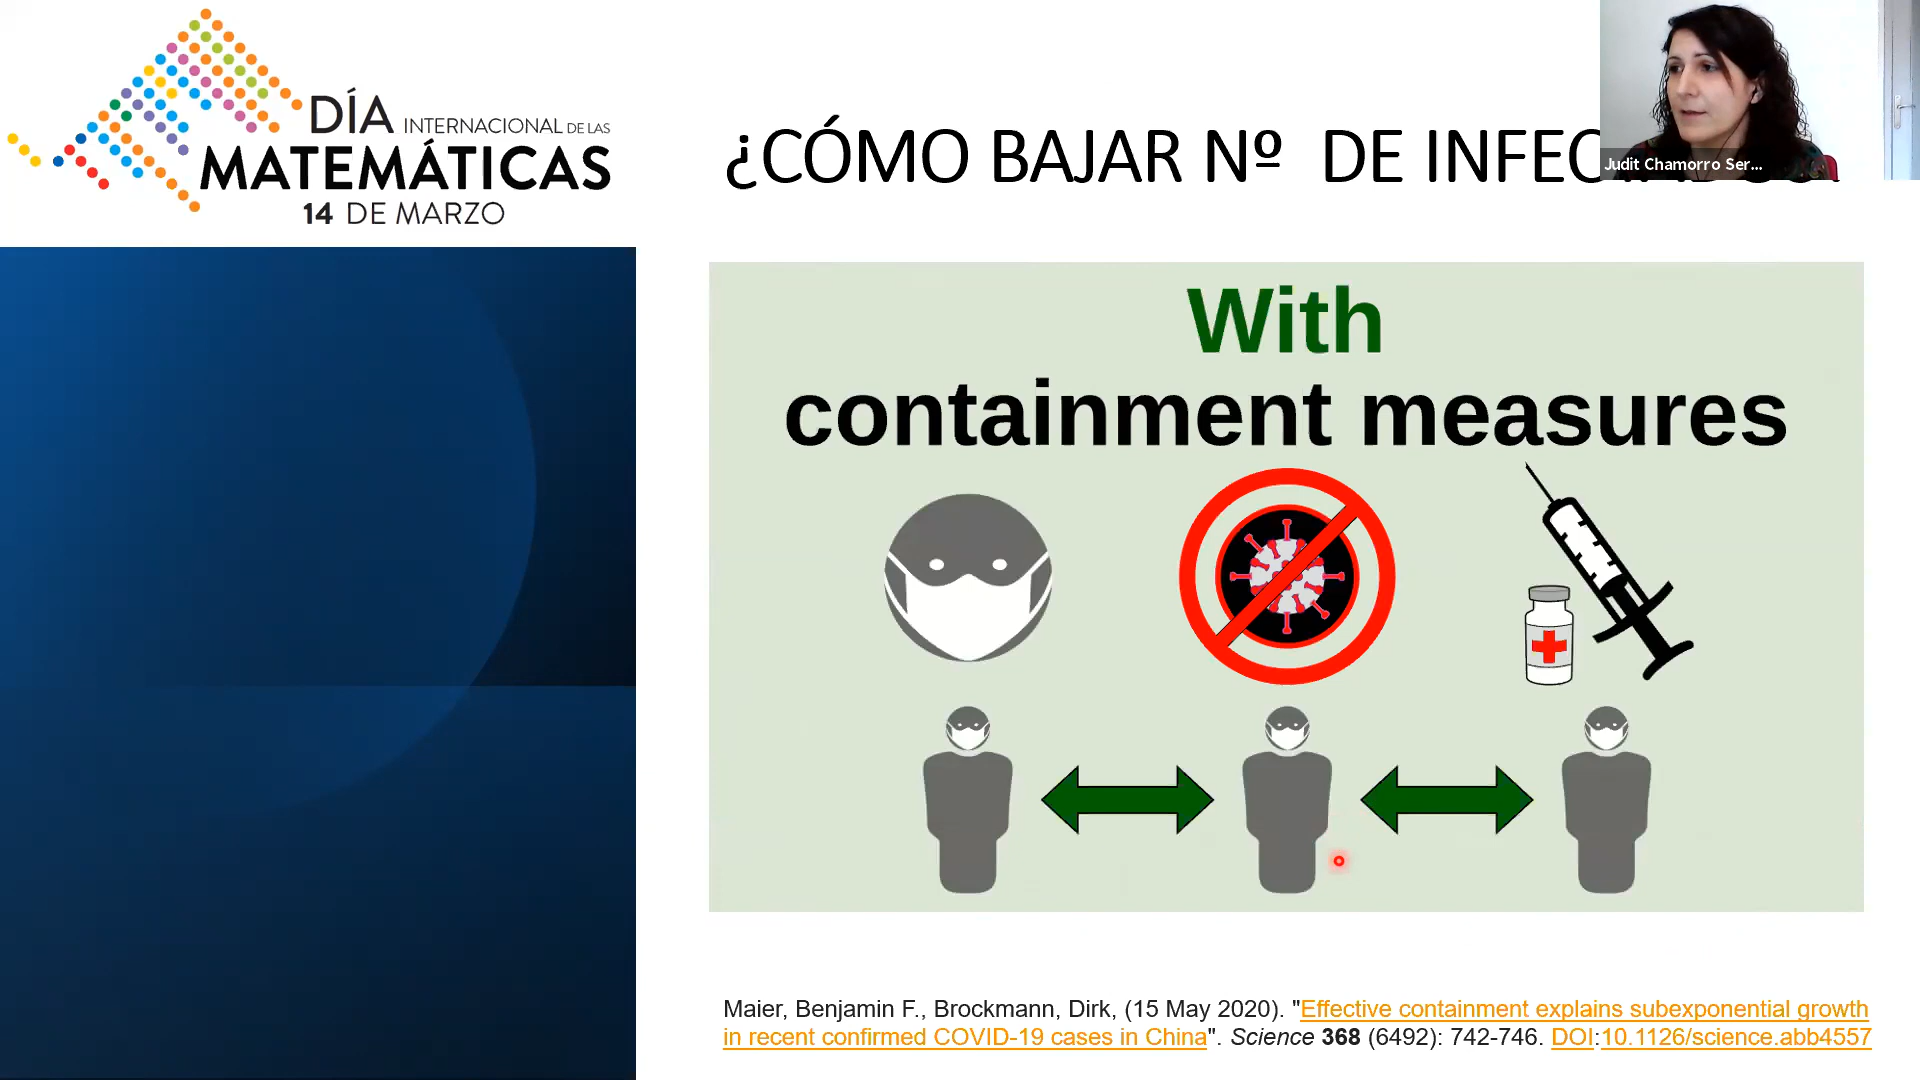 DÍA INTERNACIONAL DE LAS
MATEMÁTICAS
14 DE MARZO
¿CÓMO BAJAR Nº DE
Judit Chamorro Ser...
With
containment measures
Maier, Benjamin F., Brockmann, Dirk, (15 May 2020). "Effective containment explains subexponential growth
in recent confirmed COVID-19 cases in China". Science 368 (6492): 742-746. DOI:10.1126/science.abb4557